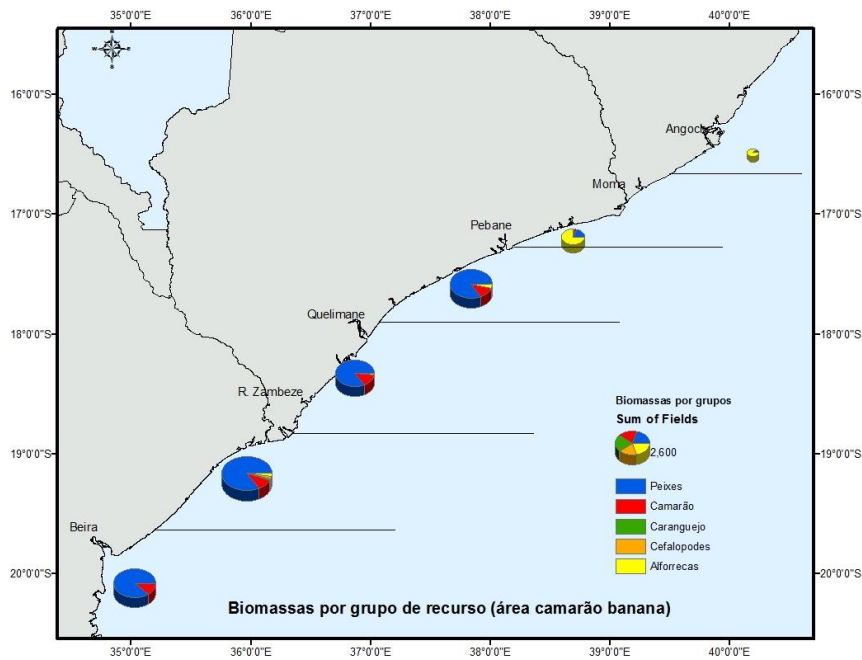 35°0'0"E 36°0'0"E 37°0'0"E 38°0'0"E 39°0'0"E 40°0'0"E
N
W E
S
16°0'0"S 16°0'0"S
Angoche
Moma
17°0'0"S 17°0'0"S
Pebane
Quelimane
18°0'0"S 18°0'0"S
R. Zambeze
Biomassas por grupos
Sum of Fields
19°0'0"S 2,600 19°0'0"S
Peixes
Camarão
Beira Caranguejo
Cefalopodes
Alforrecas
20°0'0"S 20°0'0"S
Biomassas por grupo de recurso (área camarão banana)
35°0'0"E 36°0'0"E 37°0'0"E 38°0'0"E 39°0'0"E 40°0'0"E